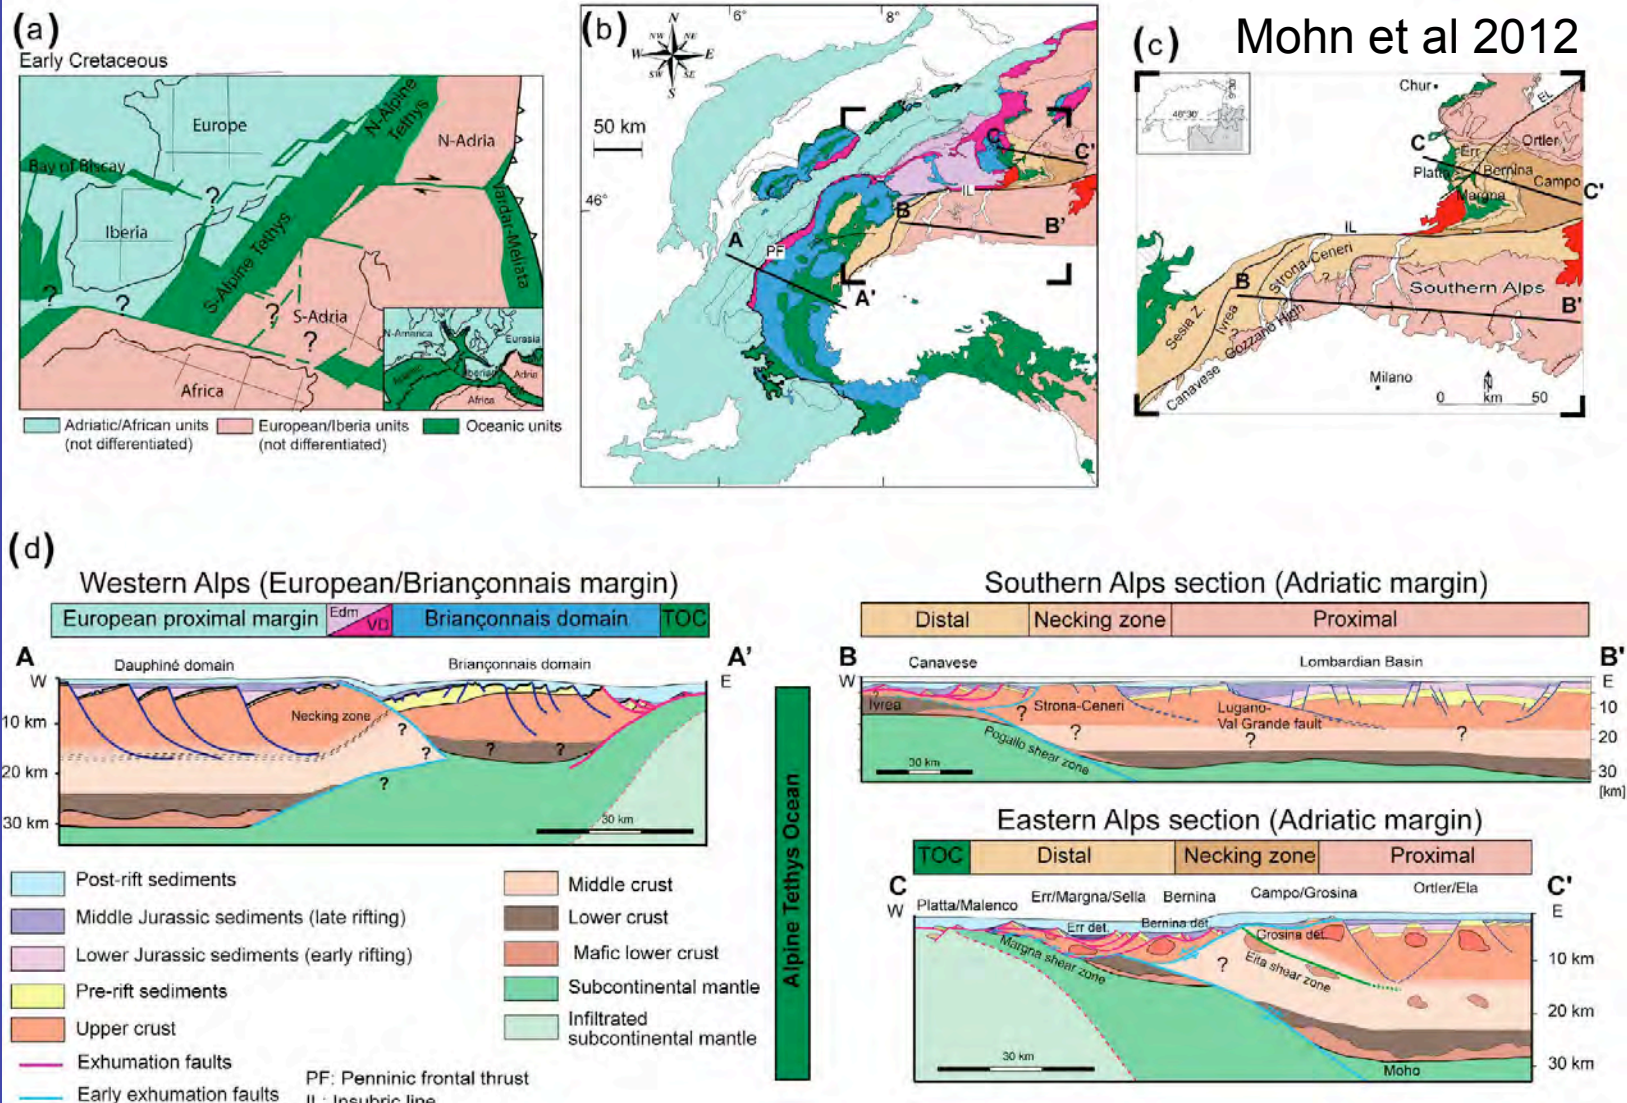 (a)
Early Cretaceous
Europe
N-Alpine
Tethys
N-Adria
Bay of Biscay
?
Iberia
S-Alpine Tethys
Vardar-Meliata
?
?
?
S-Adria
?
Africa
N-America
Eurasia
Iberia
Adria
Africa
Adriatic/African units
(not differentiated)
European/Iberia units
(not differentiated)
Oceanic units
(b)
6°
8°
N
NW
NE
W
E
SW
SE
S
50 km
46°
C
C'
IL
B
B'
A
PF
A'
(c)
Mohn et al 2012
46°30'
9°30'
Chur
EL
C
Err
Ortler
Platta
Bernina
Campo
C'
Margna
IL
Strona-Ceneri
?
B
Southern Alps
B'
Sesia Z.
Ivrea
?
Gozzano High
Canavese
Milano
N
0
km
50
(d)
Western Alps (European/Briançonnais margin)
European proximal margin
Edm
VD
Briançonnais domain
TOC
A
Dauphiné domain
Briançonnais domain
A'
W
E
10 km
Necking zone
?
?
?
?
20 km
?
30 km
30 km
Southern Alps section (Adriatic margin)
Distal
Necking zone
Proximal
B
Canavese
Lombardian Basin
B'
W
E
?
Ivrea
?
Strona-Ceneri
Lugano-
Val Grande fault
10
Pogallo shear zone
?
?
?
20
30 km
30
[km]
Eastern Alps section (Adriatic margin)
TOC
Distal
Necking zone
Proximal
C
Platta/Malenco
Err/Margna/Sella
Bernina
Campo/Grosina
Ortler/Ela
C'
W
E
Err det.
Bernina det.
Grosina det.
Margna shear zone
?
Eita shear zone
10 km
20 km
30 km
30 km
Moho
Alpine Tethys Ocean
Post-rift sediments
Middle Jurassic sediments (late rifting)
Lower Jurassic sediments (early rifting)
Pre-rift sediments
Upper crust
Exhumation faults
Early exhumation faults
Middle crust
Lower crust
Mafic lower crust
Subcontinental mantle
Infiltrated
subcontinental mantle
PF: Penninic frontal thrust
IL: Insubric line